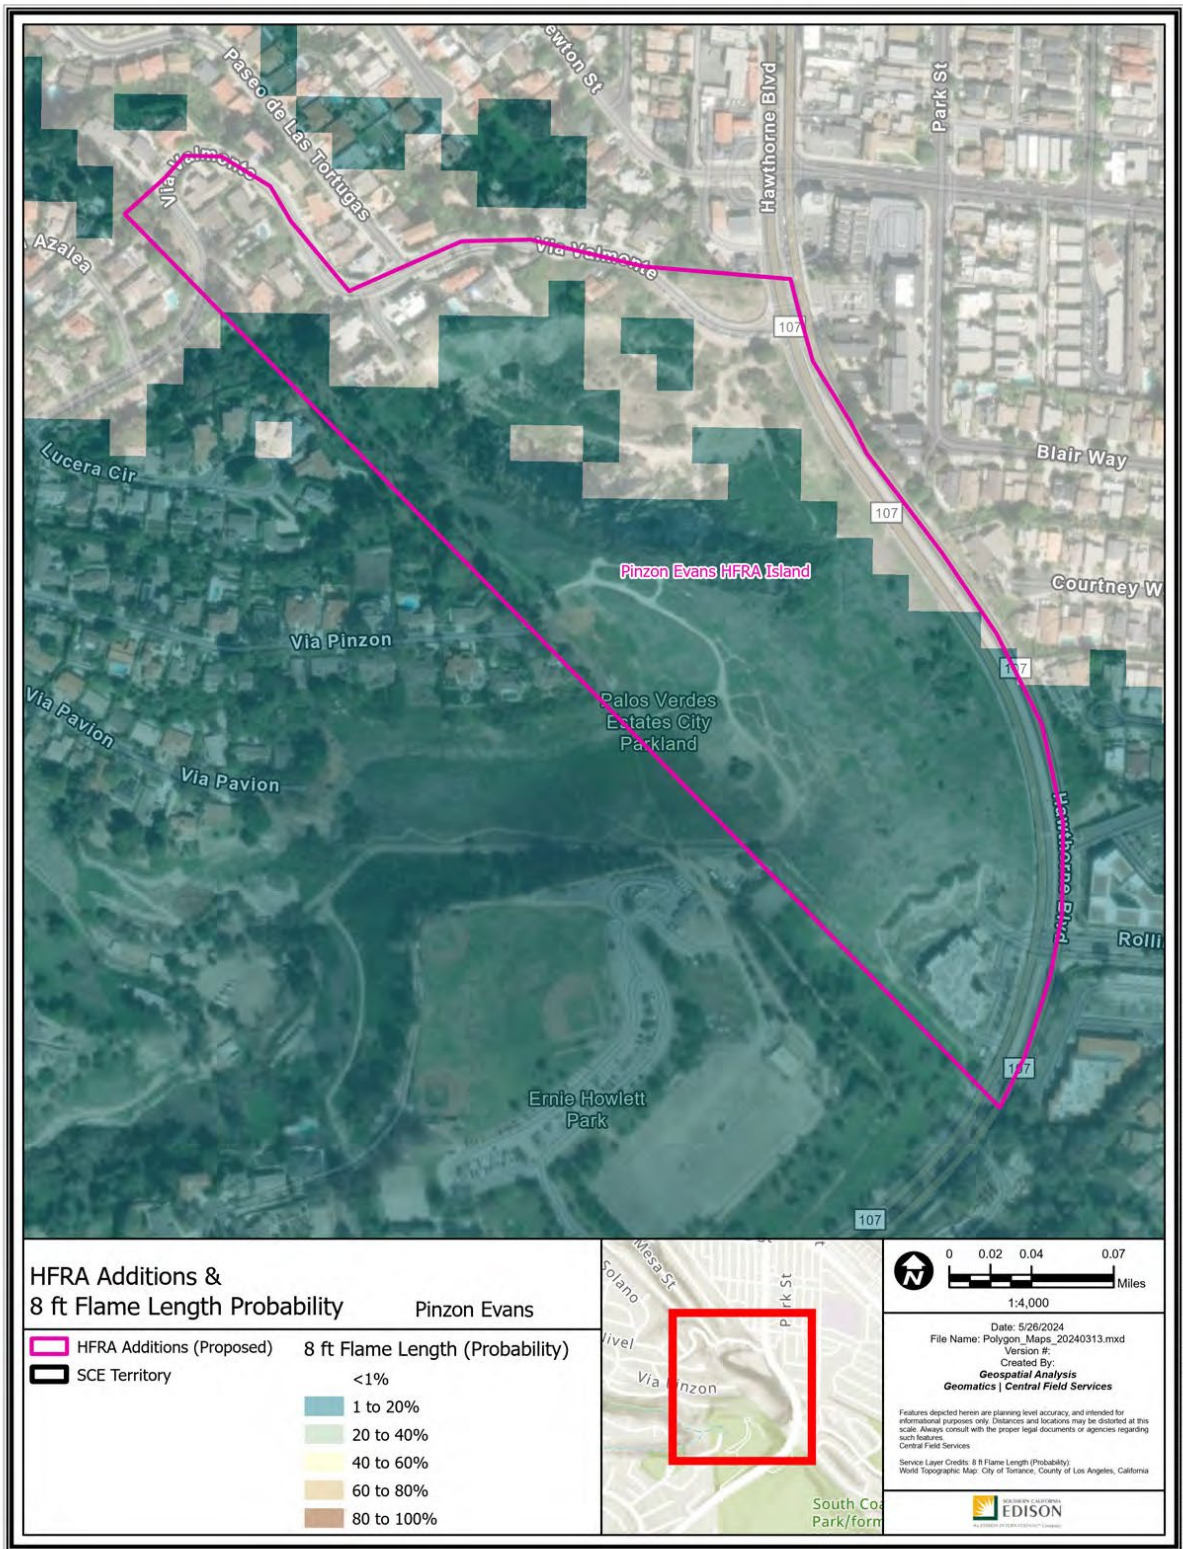 ewton St
Paseo de Las Tortugas
Hawthorne Blvd
Park St
Via Valmonte
Azalea
Via Valmonte
107
Blair Way
Lucera Cir
107
Pinzon Evans HFRA Island
Courtney W
Via Pinzon
107
Palos Verdes
Estates City
Parkland
Via Pavion
Via Pavion
Hawthorne Blvd
Rolli
107
Ernie Howlett
Park
107
HFRA Additions &
8 ft Flame Length Probability
Pinzon Evans
HFRA Additions (Proposed)
SCE Territory
8 ft Flame Length (Probability)
<1%
1 to 20%
20 to 40%
40 to 60%
60 to 80%
80 to 100%
Mesa St
Solano
Park St
Via Pinzon
South Coa
Park/form
N
0 0.02 0.04 0.07
Miles
1:4,000
Date: 5/26/2024
File Name: Polygon_Maps_20240313.mxd
Version #:
Created By:
Geospatial Analysis
Geomatics | Central Field Services
Features depicted herein are planning level accuracy, and intended for
informational purposes only. Distances and locations may be distorted at this
scale. Always consult with the proper legal documents or agencies regarding
such features.
Central Field Services
Service Layer Credits: 8 ft Flame Length (Probability):
World Topographic Map: City of Torrance, County of Los Angeles, California
SOUTHERN CALIFORNIA
EDISON